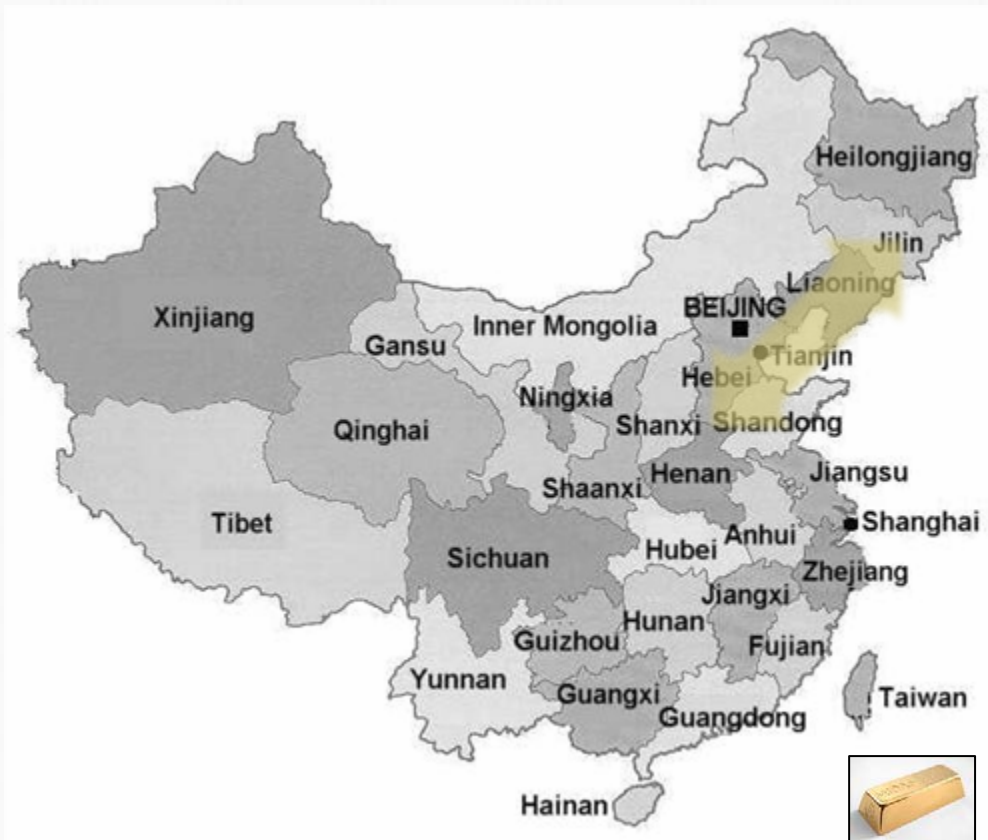 Heilongjiang
Jilin
Liaoning
BEIJING
Xinjiang
Inner Mongolia
Gansu
Tianjin
Hebei
Ningxia
Qinghai
Shanxi
Shandong
Henan
Jiangsu
Shaanxi
Tibet
Shanghai
Anhui
Hubei
Sichuan
Zhejiang
Jiangxi
Hunan
Guizhou
Fujian
Yunnan
Guangxi
Taiwan
Guangdong
Hainan